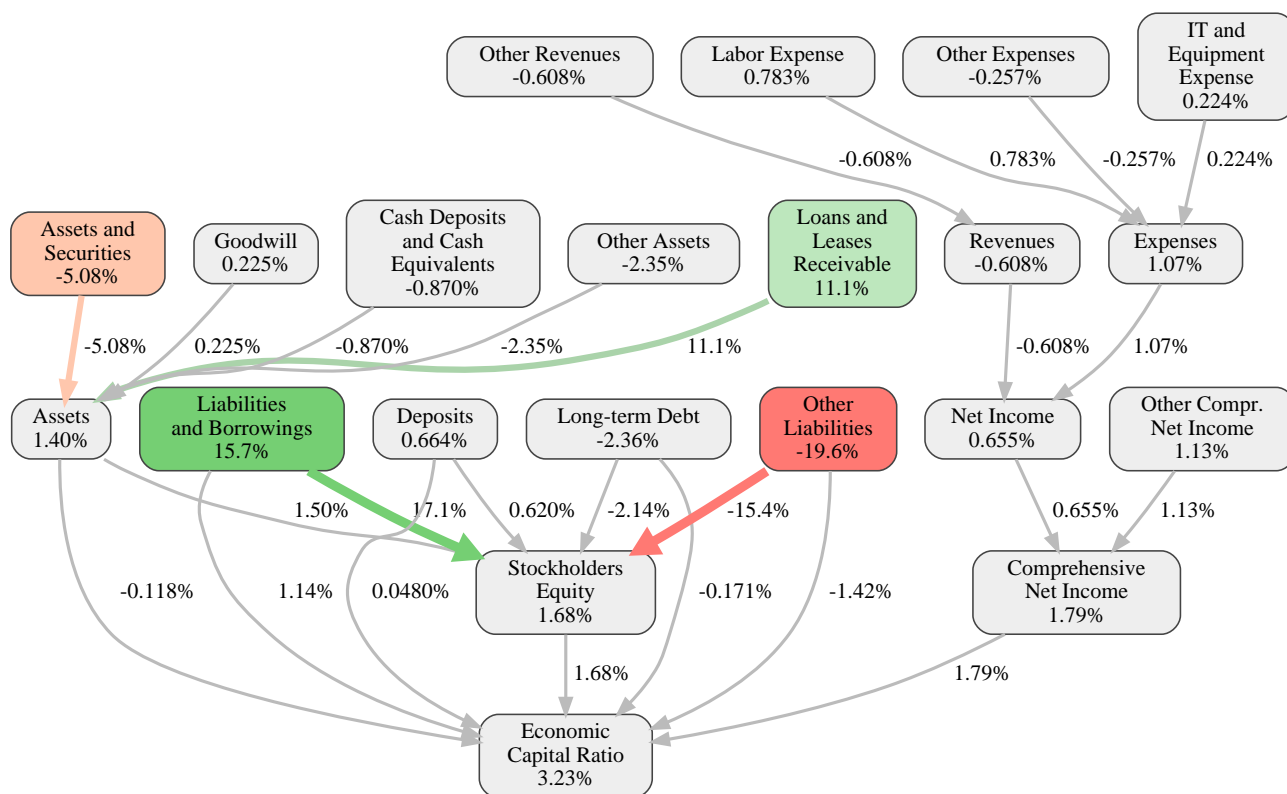 Other Revenues
-0.608%
Labor Expense
0.783%
Other Expenses
-0.257%
IT and
Equipment
Expense
0.224%
-0.608%
0.783%
-0.257%
0.224%
Assets and
Securities
-5.08%
Goodwill
0.225%
Cash Deposits
and Cash
Equivalents
-0.870%
Other Assets
-2.35%
Loans and
Leases
Receivable
11.1%
Revenues
-0.608%
Expenses
1.07%
-5.08%
0.225%
-0.870%
-2.35%
11.1%
-0.608%
1.07%
Assets
1.40%
Liabilities
and Borrowings
15.7%
Deposits
0.664%
Long-term Debt
-2.36%
Other
Liabilities
-19.6%
Net Income
0.655%
Other Compr.
Net Income
1.13%
1.50%
17.1%
0.620%
-2.14%
-15.4%
0.655%
1.13%
Stockholders
Equity
1.68%
Comprehensive
Net Income
1.79%
-0.118%
1.14%
0.0480%
-0.171%
-1.42%
1.68%
1.79%
Economic
Capital Ratio
3.23%